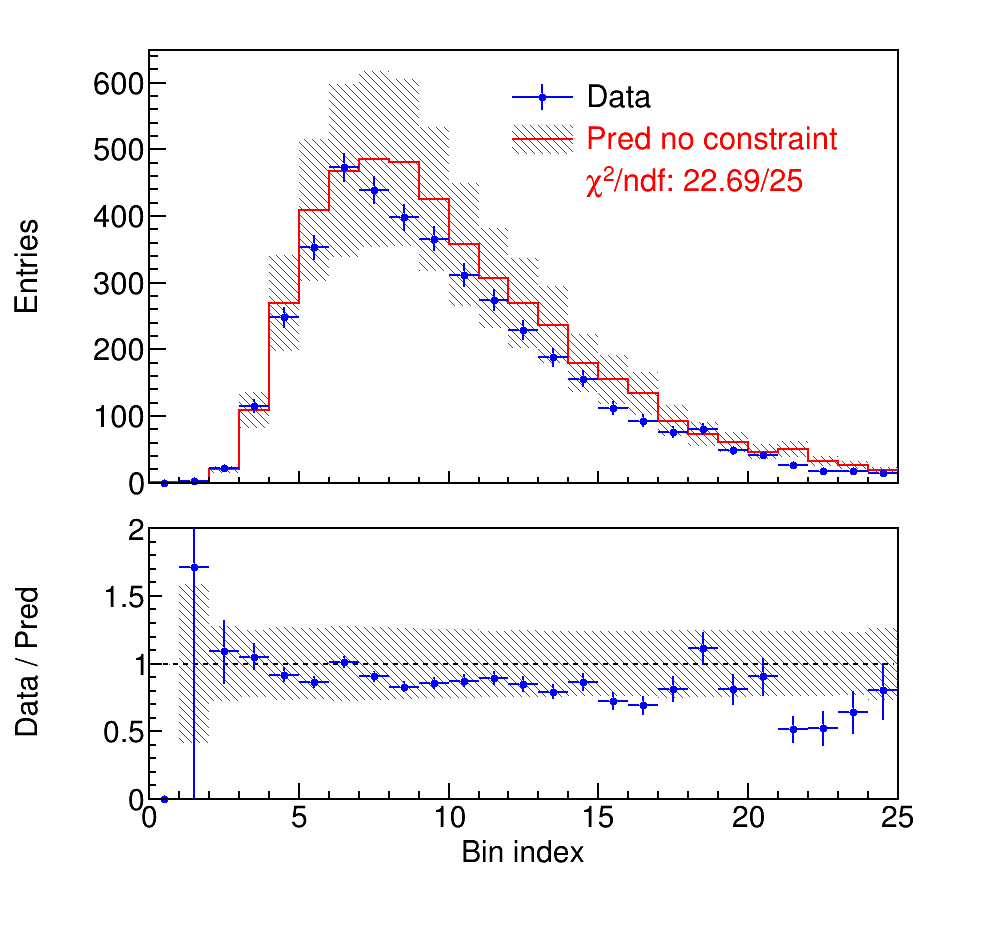 Data
Pred no constraint
χ²/ndf: 22.69/25
Entries
600
500
400
300
200
100
0
Data / Pred
2
1.5
1
0.5
0
0 5 10 15 20 25
Bin index